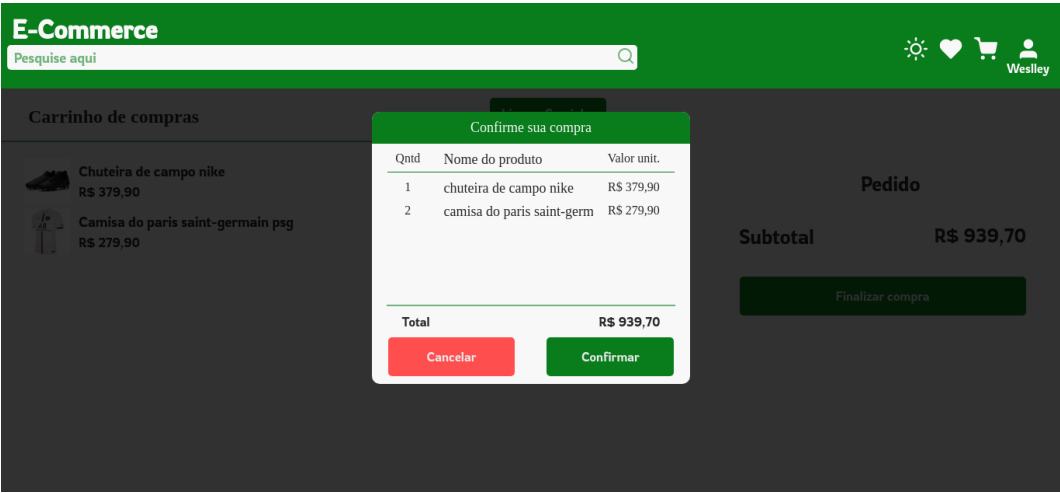 E-Commerce
Pesquise aqui
Weslley
Carrinho de compras
Confirme sua compra
Qntd Nome do produto Valor unit.
1 chuteira de campo nike R$ 379,90
2 camisa do paris saint-germ R$ 279,90
Total R$ 939,70
Cancelar Confirmar
Chuteira de campo nike
R$ 379,90
Camisa do paris saint-germain psg
R$ 279,90
Pedido
Subtotal R$ 939,70
Finalizar compra